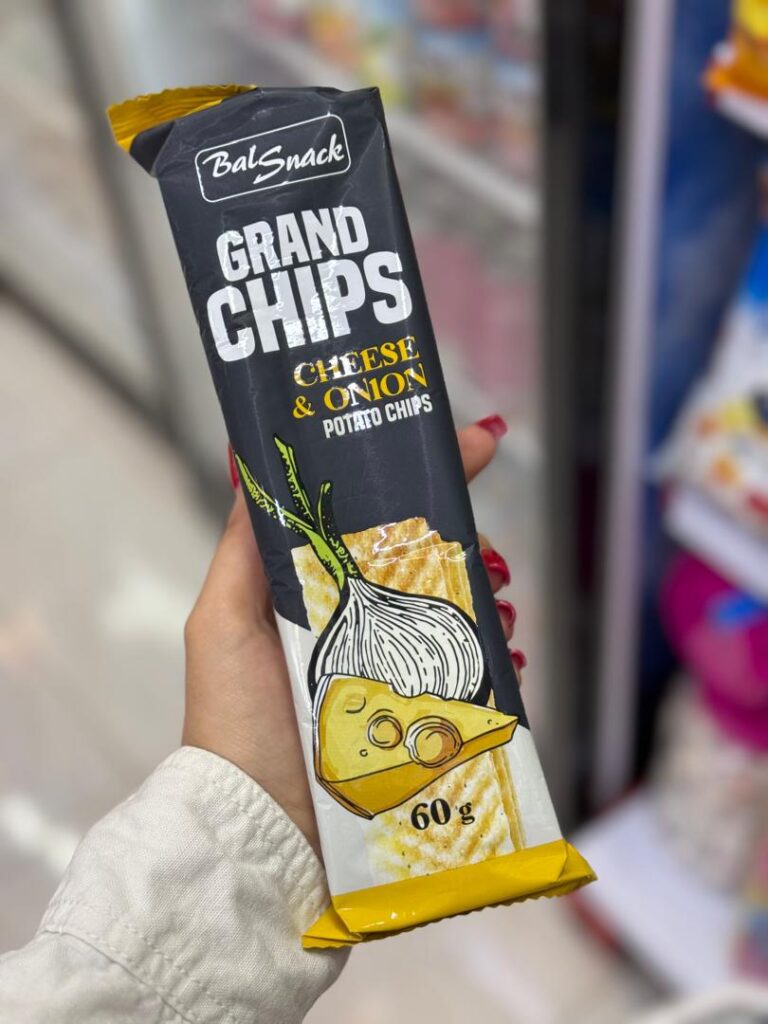 BalSnack
GRAND
CHIPS
CHEESE
& ONION
POTATO CHIPS
60 g